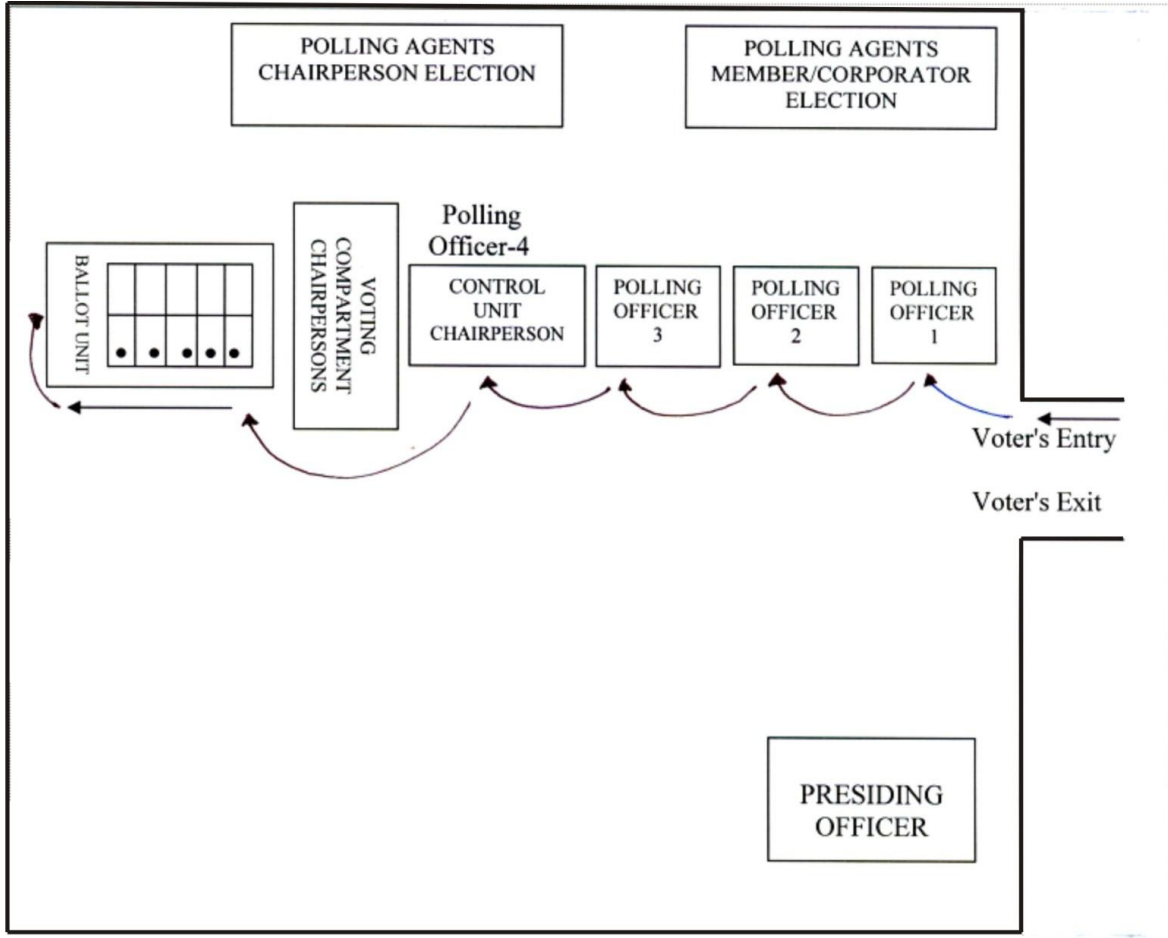 POLLING AGENTS
CHAIRPERSON ELECTION
POLLING AGENTS
MEMBER/CORPORATOR
ELECTION
BALLOT UNIT
VOTING
COMPARTMENT
CHAIRPERSONS
Polling
Officer-4
CONTROL
UNIT
CHAIRPERSON
POLLING
OFFICER
3
POLLING
OFFICER
2
POLLING
OFFICER
1
Voter's Entry
Voter's Exit
PRESIDING
OFFICER